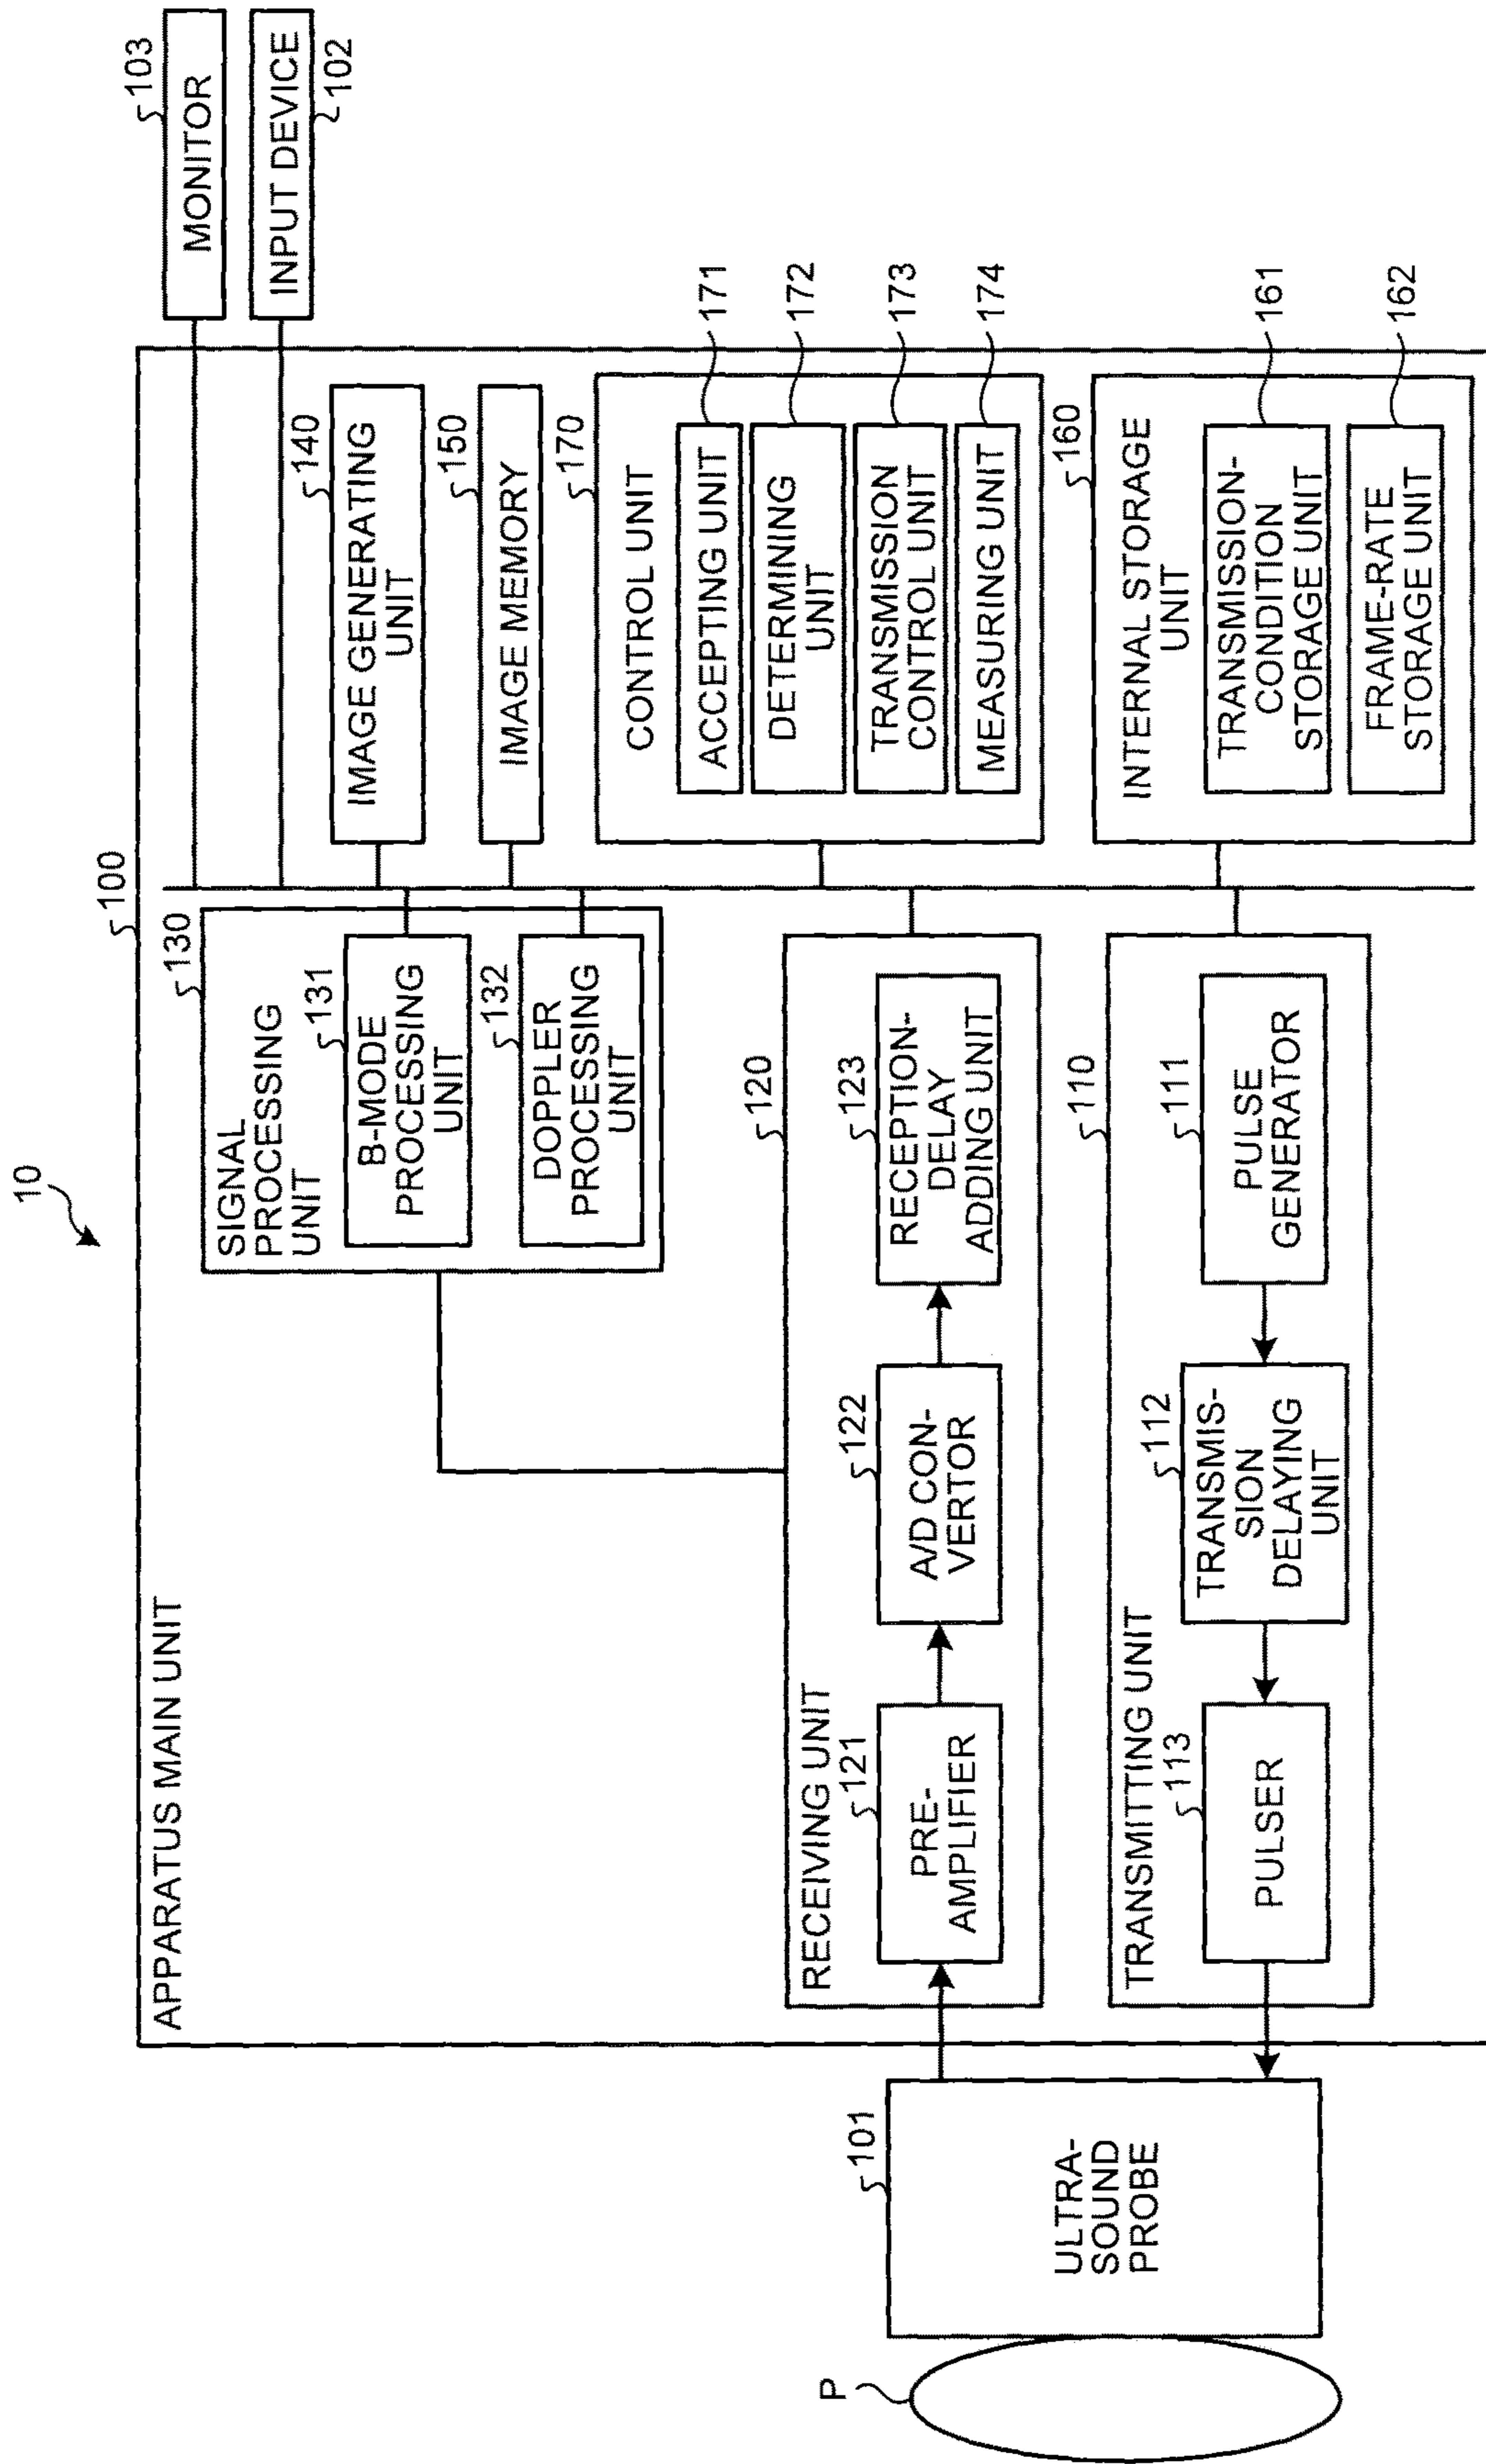 10
100
APPARATUS MAIN UNIT
103
MONITOR
INPUT DEVICE
102
130
SIGNAL
PROCESSING
UNIT
131
B-MODE
PROCESSING
UNIT
132
DOPPLER
PROCESSING
UNIT
140
IMAGE GENERATING
UNIT
150
IMAGE MEMORY
170
CONTROL UNIT
ACCEPTING UNIT
171
DETERMINING
UNIT
172
TRANSMISSION
CONTROL UNIT
173
MEASURING UNIT
174
160
INTERNAL STORAGE
UNIT
TRANSMISSION-
CONDITION
STORAGE UNIT
161
FRAME-RATE
STORAGE UNIT
162
120
RECEIVING UNIT
121
PRE-
AMPLIFIER
122
A/D CON-
VERTOR
123
RECEPTION-
DELAY
ADDING UNIT
110
TRANSMITTING UNIT
113
PULSER
112
TRANSMIS-
SION
DELAYING
UNIT
111
PULSE
GENERATOR
101
ULTRA-
SOUND
PROBE
P